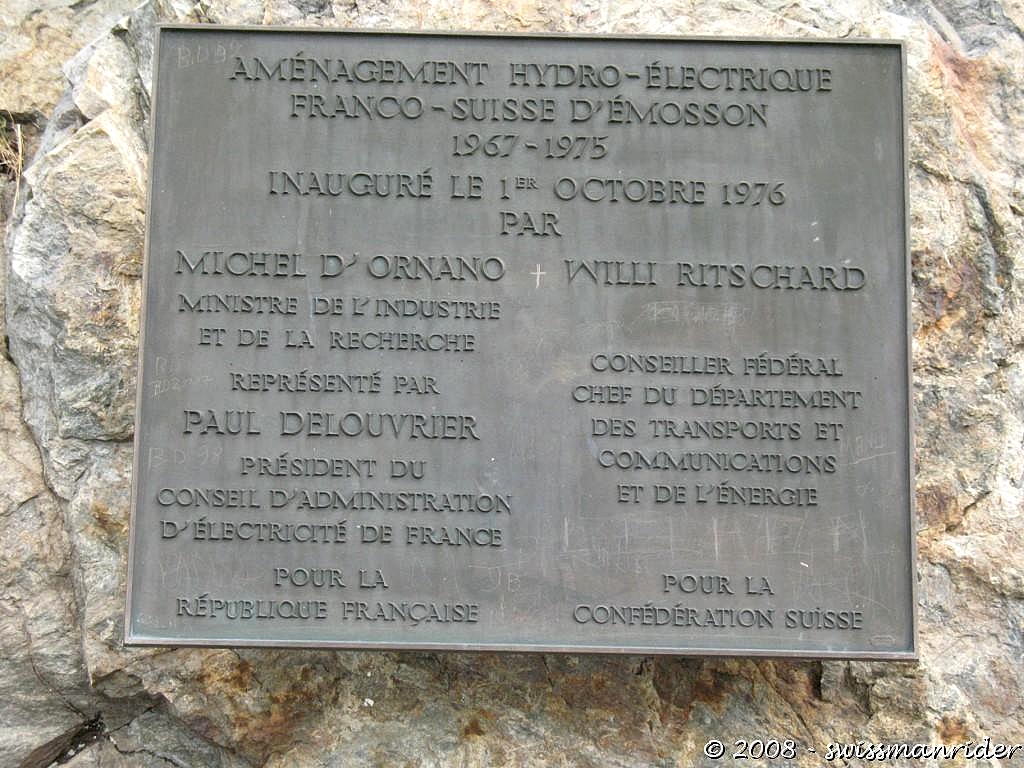 AMÉNAGEMENT HYDRO-ÉLECTRIQUE
FRANCO-SUISSE D'ÉMOSSON
1967-1975
INAUGURÉ LE 1ER OCTOBRE 1976
PAR
MICHEL D'ORNANO
MINISTRE DE L'INDUSTRIE
ET DE LA RECHERCHE
REPRÉSENTÉ PAR
PAUL DELOUVRIER
PRÉSIDENT DU
CONSEIL D'ADMINISTRATION
D'ÉLECTRICITÉ DE FRANCE
POUR LA
RÉPUBLIQUE FRANÇAISE
WILLI RITSCHARD
CONSEILLER FÉDÉRAL
CHEF DU DÉPARTEMENT
DES TRANSPORTS ET
COMMUNICATIONS
ET DE L'ÉNERGIE
POUR LA
CONFÉDÉRATION SUISSE
© 2008 - swissmanrider